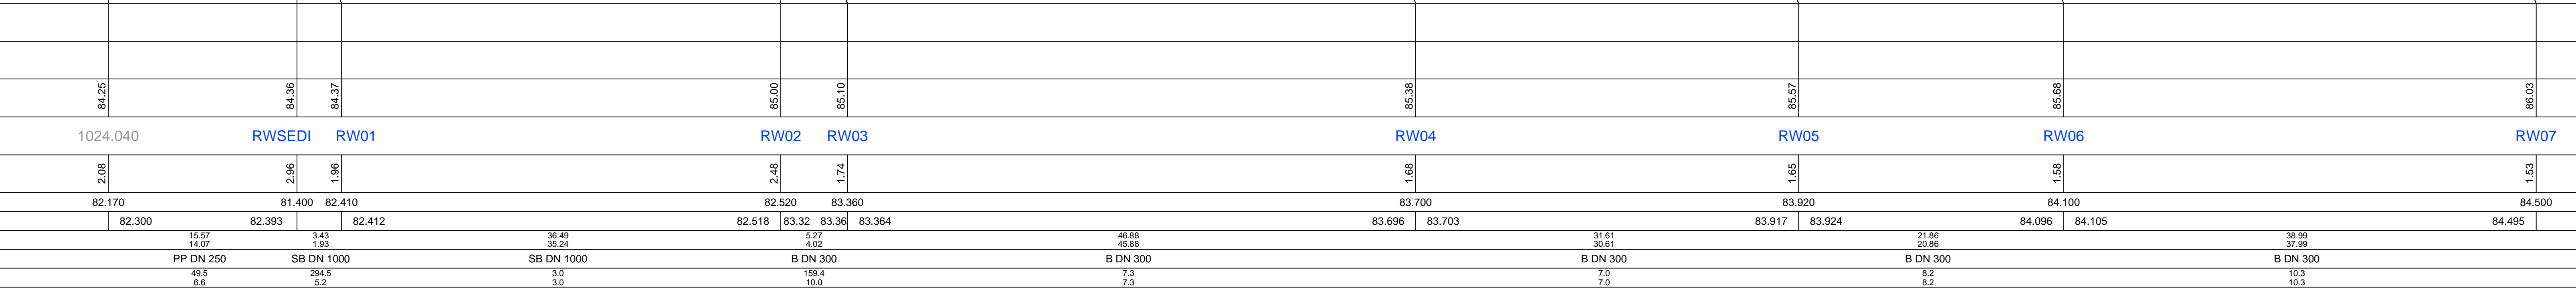 84.25 84.36 84.37 85.00 85.10 85.38 85.57 85.68 86.03
1024.040 RWSEDI RW01 RW02 RW03 RW04 RW05 RW06 RW07
2.08 2.96 1.96 2.48 1.74 1.68 1.65 1.58 1.53
82.170 81.400 82.410 82.520 83.360 83.700 83.920 84.100 84.500
82.300 82.393 82.412 82.518 83.32 83.36 83.364 83.696 83.703 83.917 83.924 84.096 84.105 84.495
15.57 3.43 36.49 5.27 46.88 31.61 21.86 38.99
14.07 1.93 35.24 4.02 45.88 30.61 20.86 37.99
PP DN 250 SB DN 1000 SB DN 1000 B DN 300 B DN 300 B DN 300 B DN 300 B DN 300
49.5 294.5 3.0 159.4 7.3 7.0 8.2 10.3
6.6 5.2 3.0 10.0 7.3 7.0 8.2 10.3